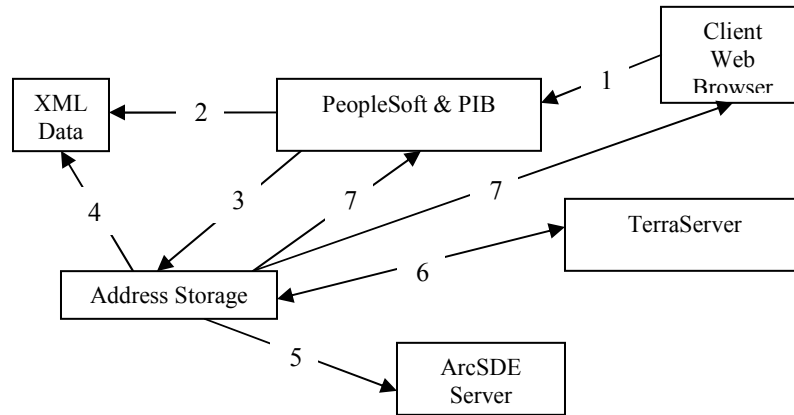 Client
Web
Browser
1
XML
Data
2
PeopleSoft & PIB
4
3
7
7
TerraServer
6
Address Storage
5
ArcSDE
Server